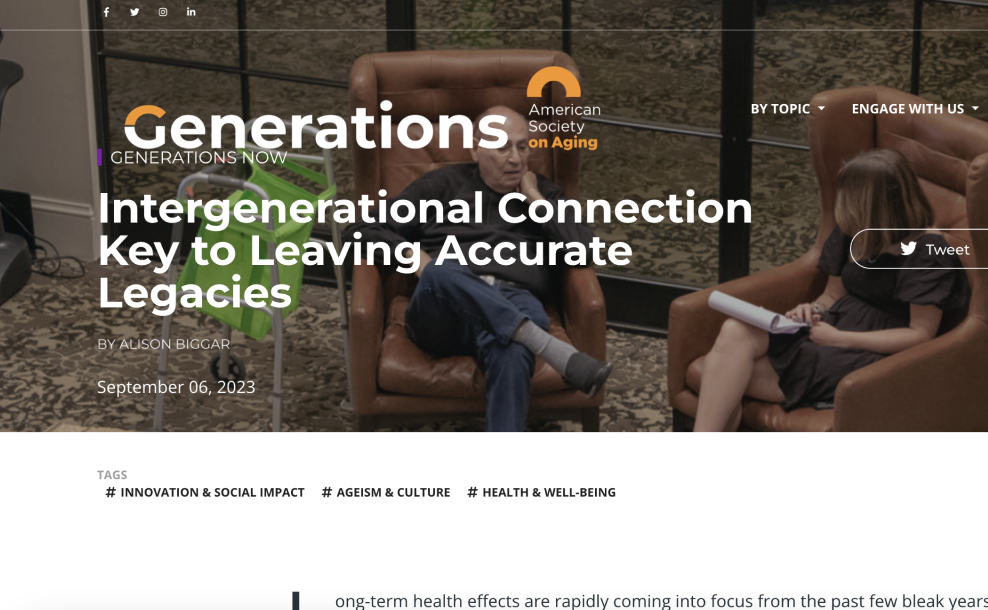 Generations
American
Society
on Aging
BY TOPIC
ENGAGE WITH US
GENERATIONS NOW
Intergenerational Connection
Key to Leaving Accurate
Legacies
Tweet
BY ALISON BIGGAR
September 06, 2023
TAGS
# INNOVATION & SOCIAL IMPACT # AGEISM & CULTURE # HEALTH & WELL-BEING
ong-term health effects are rapidly coming into focus from the past few bleak years